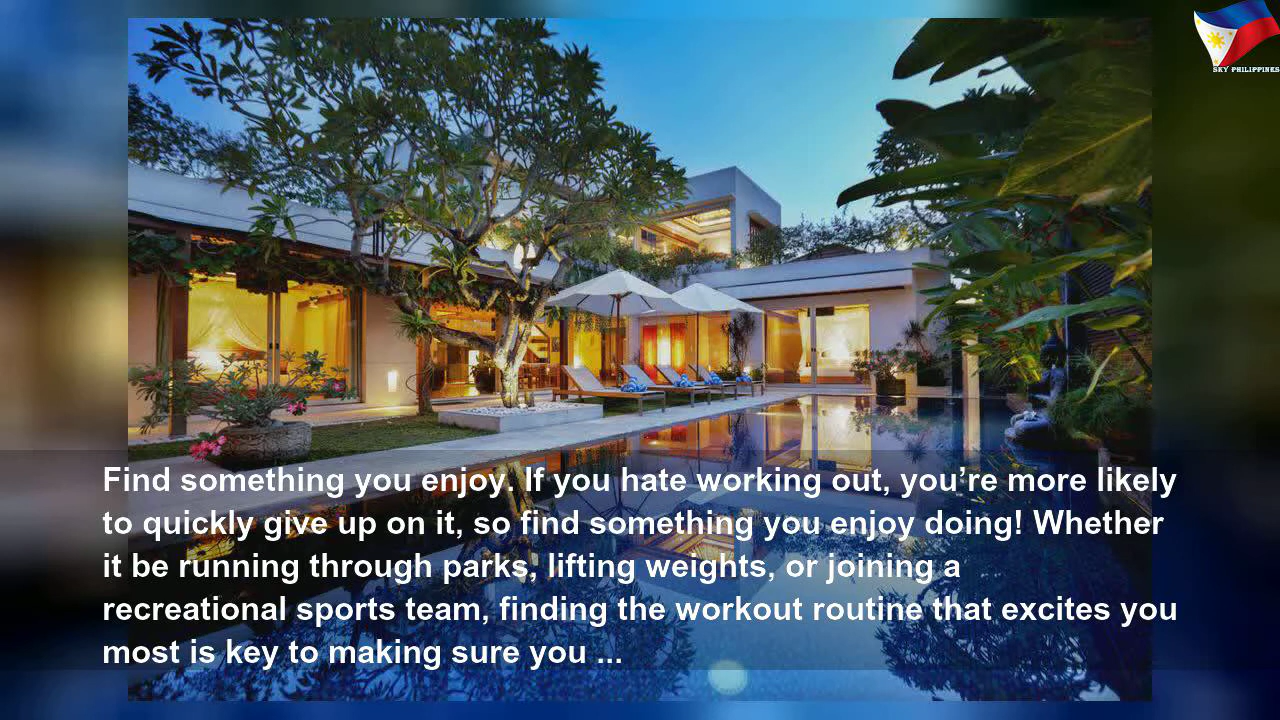 SKY PHILIPPINES
Find something you enjoy. If you hate working out, you’re more likely
to quickly give up on it, so find something you enjoy doing! Whether
it be running through parks, lifting weights, or joining a
recreational sports team, finding the workout routine that excites you
most is key to making sure you ...